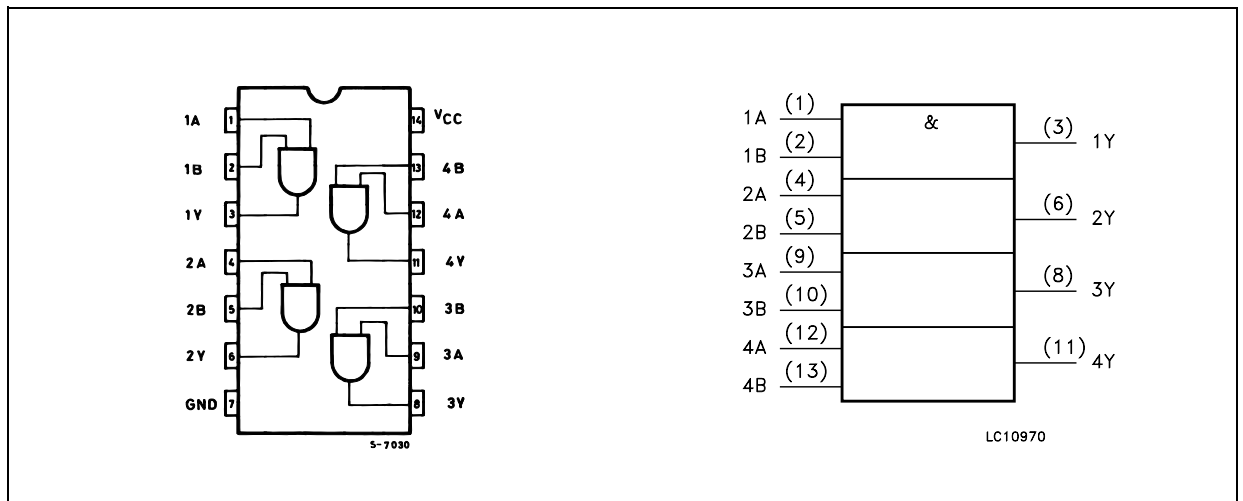 1A 1 14 VCC
1B 2 13 4B
1Y 3 12 4A
2A 4 11 4Y
2B 5 10 3B
2Y 6 9 3A
GND 7 8 3Y
S-7030
&
1A (1)
1B (2)
2A (4)
2B (5)
3A (9)
3B (10)
4A (12)
4B (13)
(3) 1Y
(6) 2Y
(8) 3Y
(11) 4Y
LC10970